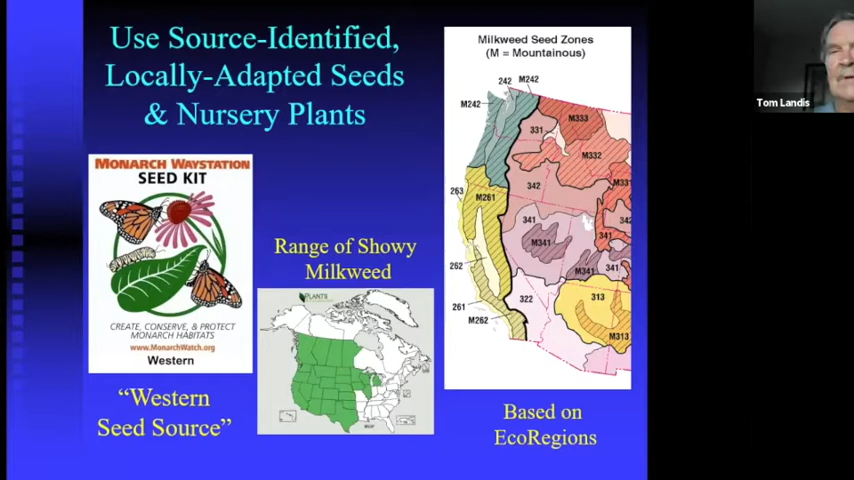 Use Source-Identified,
Locally-Adapted Seeds
& Nursery Plants
MONARCH WAYSTATION
SEED KIT
CREATE, CONSERVE, & PROTECT
MONARCH HABITATS
www.MonarchWatch.org
Western
"Western
Seed Source"
Range of Showy
Milkweed
PLANTS
Milkweed Seed Zones
(M = Mountainous)
242
M242
M242
M333
331
M332
M331
263
M261
342
342
341
341
M341
262
M341
341
261
322
313
M262
M313
Based on
EcoRegions
Tom Landis